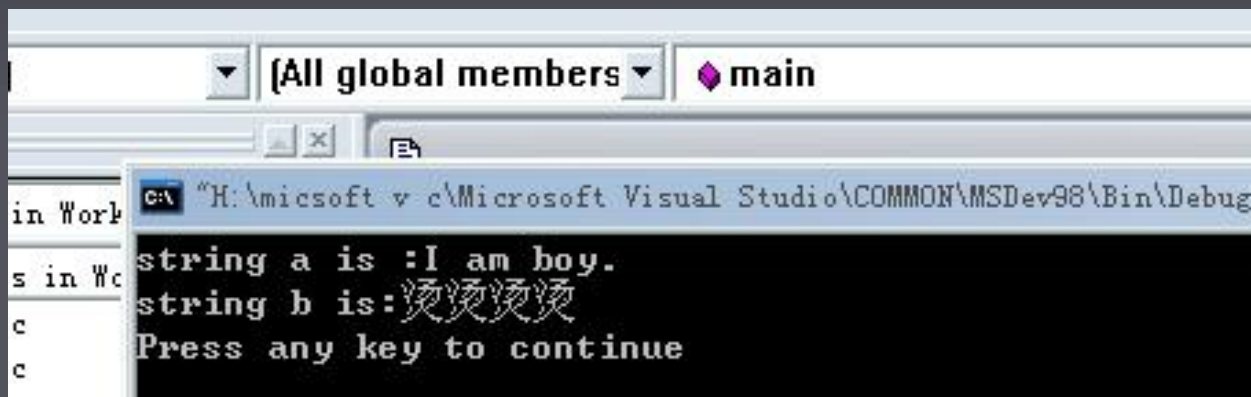 (All global members
main
"H:\micsoft v c\Microsoft Visual Studio\COMMON\MSDev98\Bin\Debug
in Work
s in Wo
c
c
string a is :I am boy.
string b is:烫烫烫烫
Press any key to continue